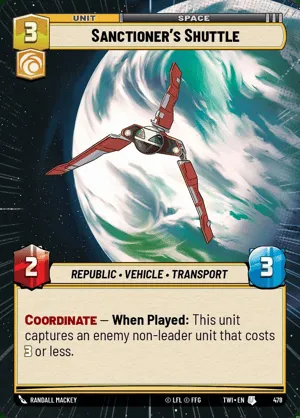 UNIT
SPACE
3
SANCTIONER'S SHUTTLE
2
REPUBLIC • VEHICLE • TRANSPORT
3
COORDINATE – When Played: This unit
captures an enemy non-leader unit that costs
3 or less.
RANDALL MACKEY
© LFL © FFG
TWI • EN
478